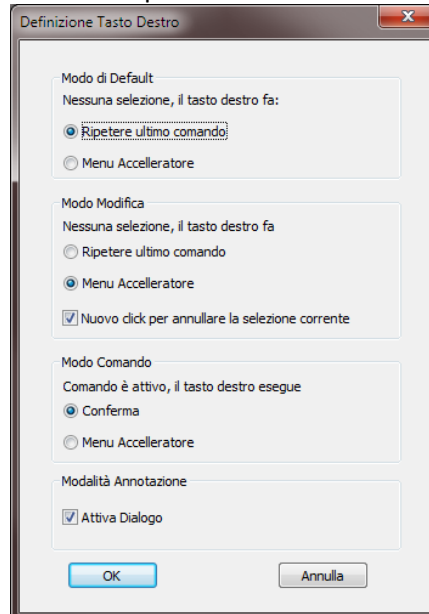 Definizione Tasto Destro
Modo di Default
Nessuna selezione, il tasto destro fa:
Ripetere ultimo comando
Menu Accelleratore
Modo Modifica
Nessuna selezione, il tasto destro fa
Ripetere ultimo comando
Menu Accelleratore
Nuovo click per annullare la selezione corrente
Modo Comando
Comando è attivo, il tasto destro esegue
Conferma
Menu Accelleratore
Modalità Annotazione
Attiva Dialogo
OK Annulla